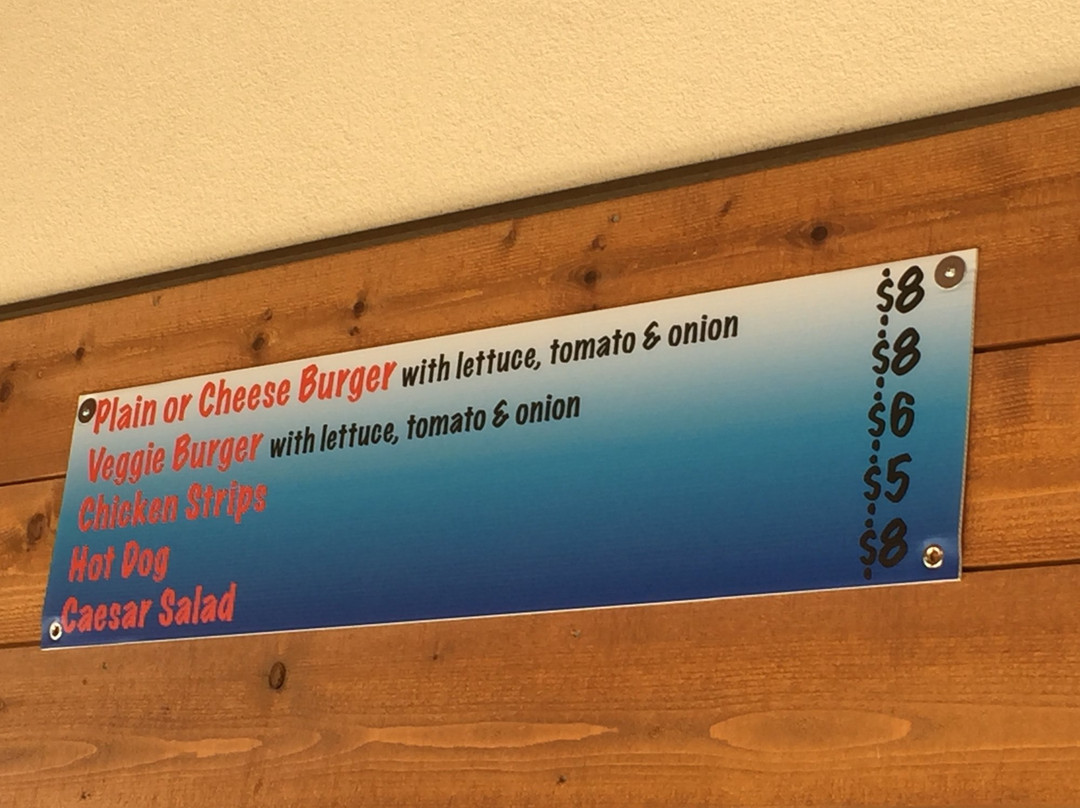 Plain or Cheese Burger with lettuce, tomato & onion $8
Veggie Burger with lettuce, tomato & onion $8
Chicken Strips $6
Hot Dog $5
Caesar Salad $8